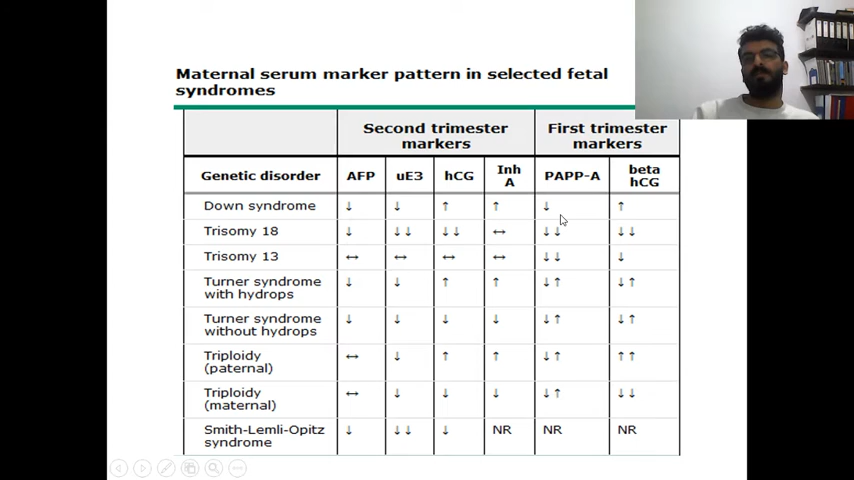 Maternal serum marker pattern in selected fetal
syndromes
Second trimester
markers
First trimester
markers
Genetic disorder AFP uE3 hCG Inh A PAPP-A beta hCG
Down syndrome ↓ ↓ ↑ ↑ ↓ ↑
Trisomy 18 ↓ ↓↓ ↓↓ ↔ ↓↓ ↓↓
Trisomy 13 ↔ ↔ ↔ ↔ ↓↓ ↓
Turner syndrome
with hydrops ↓ ↓ ↑ ↑ ↓↑ ↓↑
Turner syndrome
without hydrops ↓ ↓ ↓ ↓ ↓↑ ↓↑
Triploidy
(paternal) ↔ ↓ ↑ ↑ ↓↑ ↑↑
Triploidy
(maternal) ↔ ↓ ↓ ↓ ↓↑ ↓↓
Smith-Lemli-Opitz
syndrome ↓ ↓↓ ↓ NR NR NR